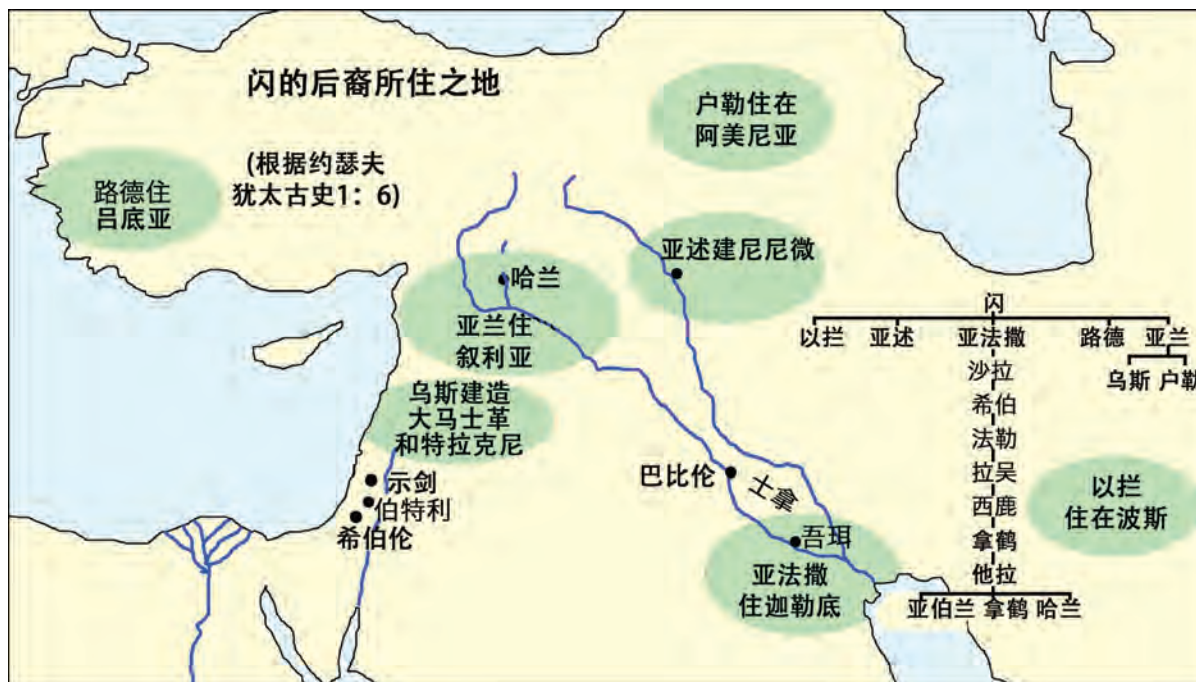 闪的后裔所住之地
(根据约瑟夫
犹太古史1：6)
户勒住在
阿美尼亚
路德住
吕底亚
亚述建尼尼微
哈兰
亚兰住
叙利亚
乌斯建造
大马士革
和特拉克尼
示剑
伯特利
希伯伦
巴比伦
士拿
吾珥
亚法撒
住迦勒底
以拦
住在波斯
闪
以拦 亚述 亚法撒 路德 亚兰
乌斯 户勒
沙拉
希伯
法勒
拉吴
西鹿
拿鹤
他拉
亚伯兰 拿鹤 哈兰